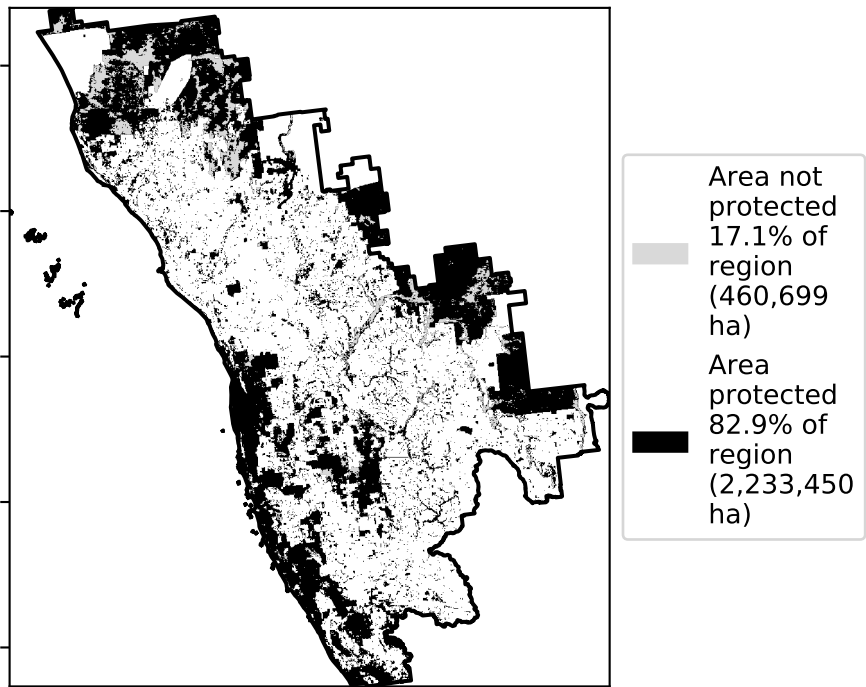 Area not
protected
17.1% of
region
(460,699
ha)
Area
protected
82.9% of
region
(2,233,450
ha)